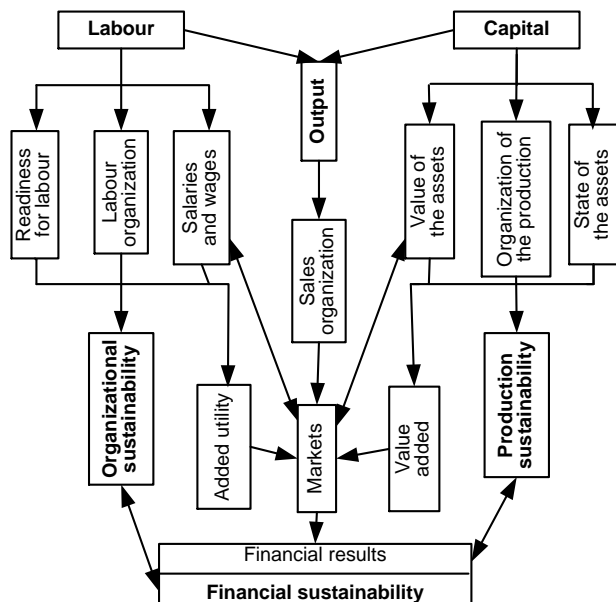 Labour
Capital
Output
Readiness
for labour
Labour
organization
Salaries
and wages
Value of
the assets
Organization of
the production
State of
the assets
Sales
organization
Organizational
sustainability
Added utility
Markets
Value
added
Production
sustainability
Financial results
Financial sustainability